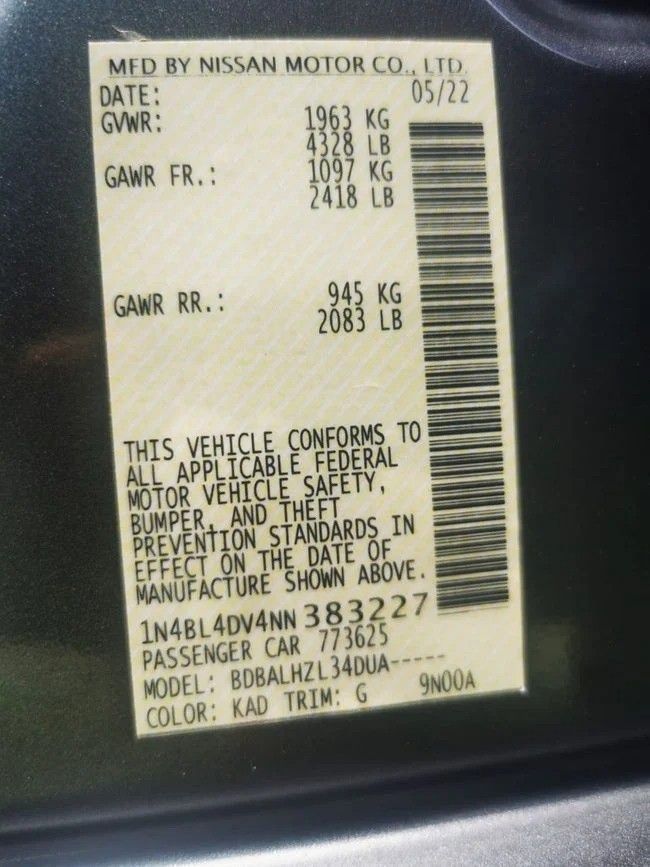 MFD BY NISSAN MOTOR CO., LTD.
DATE: 05/22
GVWR: 1963 KG
4328 LB
GAWR FR.: 1097 KG
2418 LB
GAWR RR.: 945 KG
2083 LB
THIS VEHICLE CONFORMS TO
ALL APPLICABLE FEDERAL
MOTOR VEHICLE SAFETY,
BUMPER, AND THEFT
PREVENTION STANDARDS IN
EFFECT ON THE DATE OF
MANUFACTURE SHOWN ABOVE.
1N4BL4DV4NN 383227
PASSENGER CAR 773625
MODEL: BDBALHZL34DUA-----
COLOR: KAD TRIM: G 9N00A